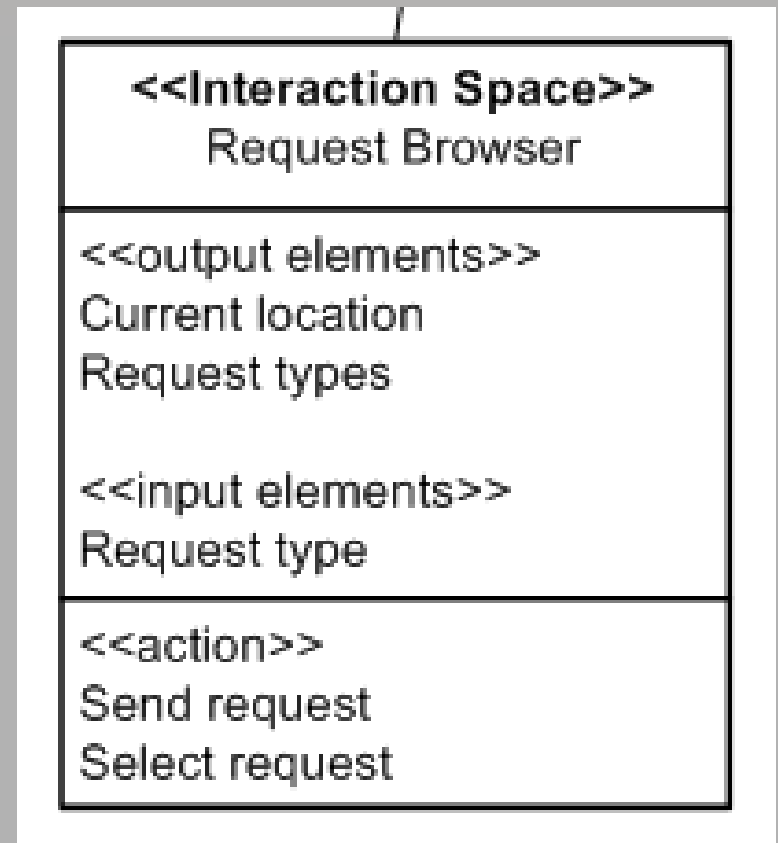 <<Interaction Space>>
Request Browser
<<output elements>>
Current location
Request types
<<input elements>>
Request type
<<action>>
Send request
Select request